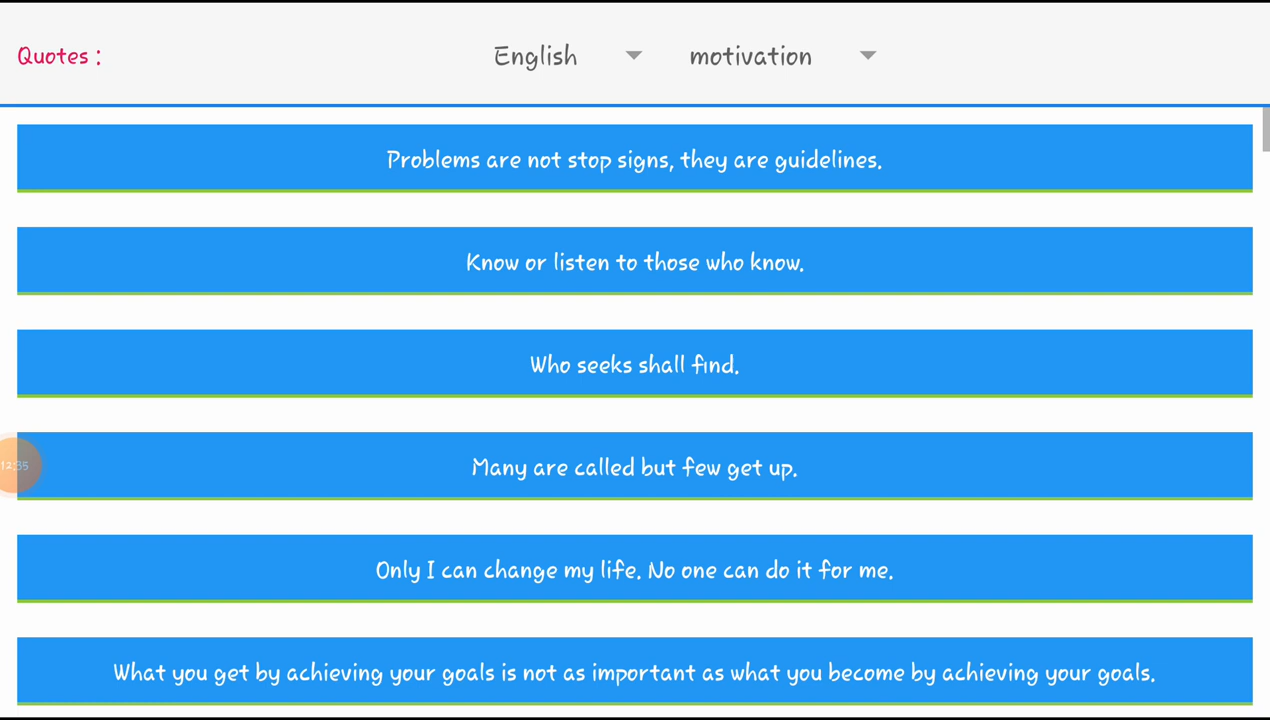 Quotes : English motivation
Problems are not stop signs, they are guidelines.
Know or listen to those who know.
Who seeks shall find.
Many are called but few get up.
12:35
Only I can change my life. No one can do it for me.
What you get by achieving your goals is not as important as what you become by achieving your goals.